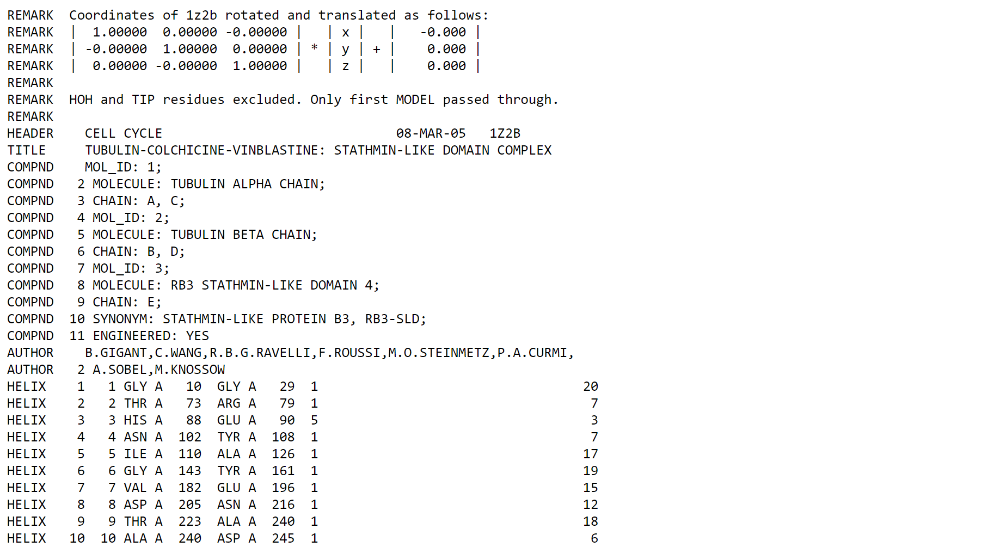 REMARK  Coordinates of 1z2b rotated and translated as follows:
REMARK  |  1.00000  0.00000 -0.00000 |   | x |   |   -0.000 |
REMARK  | -0.00000  1.00000  0.00000 | * | y | + |    0.000 |
REMARK  |  0.00000 -0.00000  1.00000 |   | z |   |    0.000 |
REMARK
REMARK  HOH and TIP residues excluded. Only first MODEL passed through.
REMARK
HEADER    CELL CYCLE                              08-MAR-05   1Z2B
TITLE     TUBULIN-COLCHICINE-VINBLASTINE: STATHMIN-LIKE DOMAIN COMPLEX
COMPND    MOL_ID: 1;
COMPND   2 MOLECULE: TUBULIN ALPHA CHAIN;
COMPND   3 CHAIN: A, C;
COMPND   4 MOL_ID: 2;
COMPND   5 MOLECULE: TUBULIN BETA CHAIN;
COMPND   6 CHAIN: B, D;
COMPND   7 MOL_ID: 3;
COMPND   8 MOLECULE: RB3 STATHMIN-LIKE DOMAIN 4;
COMPND   9 CHAIN: E;
COMPND  10 SYNONYM: STATHMIN-LIKE PROTEIN B3, RB3-SLD;
COMPND  11 ENGINEERED: YES
AUTHOR    B.GIGANT,C.WANG,R.B.G.RAVELLI,F.ROUSSI,M.O.STEINMETZ,P.A.CURMI,
AUTHOR   2 A.SOBEL,M.KNOSSOW
HELIX    1   1 GLY A   10  GLY A   29  1                                  20
HELIX    2   2 THR A   73  ARG A   79  1                                   7
HELIX    3   3 HIS A   88  GLU A   90  5                                   3
HELIX    4   4 ASN A  102  TYR A  108  1                                   7
HELIX    5   5 ILE A  110  ALA A  126  1                                  17
HELIX    6   6 GLY A  143  TYR A  161  1                                  19
HELIX    7   7 VAL A  182  GLU A  196  1                                  15
HELIX    8   8 ASP A  205  ASN A  216  1                                  12
HELIX    9   9 THR A  223  ALA A  240  1                                  18
HELIX   10  10 ALA A  240  ASP A  245  1                                   6